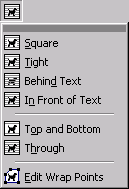 Square
Tight
Behind Text
In Front of Text
Top and Bottom
Through
Edit Wrap Points